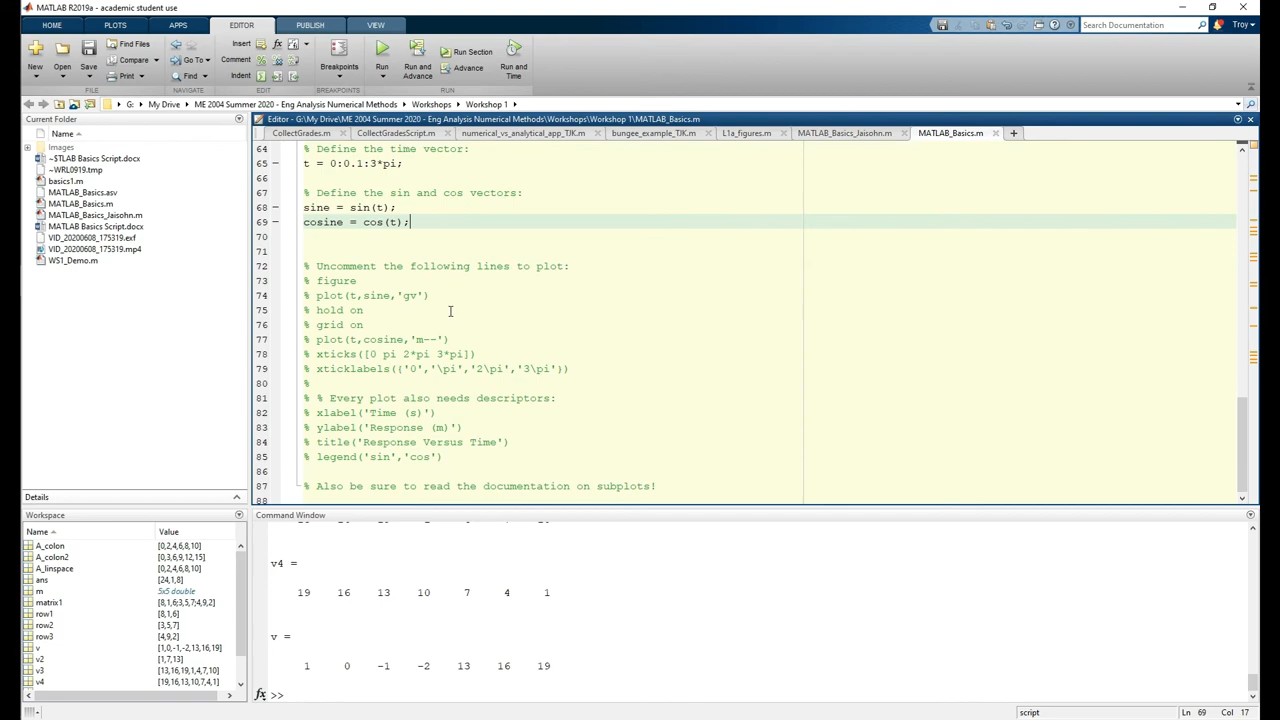 MATLAB R2019a - academic student use
HOME PLOTS APPS EDITOR PUBLISH VIEW
Search Documentation Troy
New Open Save Find Files Compare Print
Go To Find
Insert fx
Comment
Indent
Breakpoints
Run Run and Advance Run Section Advance Run and Time
FILE NAVIGATE EDIT BREAKPOINTS RUN
G: My Drive ME 2004 Summer 2020 - Eng Analysis Numerical Methods Workshops Workshop 1
Current Folder
Name
Images
~$TLAB Basics Script.docx
~WRL0919.tmp
basics1.m
MATLAB_Basics.asv
MATLAB_Basics.m
MATLAB_Basics_Jaisohn.m
MATLAB Basics Script.docx
VID_20200608_175319.exf
VID_20200608_175319.mp4
WS1_Demo.m
Details
Editor - G:\My Drive\ME 2004 Summer 2020 - Eng Analysis Numerical Methods\Workshops\Workshop 1\MATLAB_Basics.m
CollectGrades.m CollectGradesScript.m numerical_vs_analytical_app_TJK.m bungee_example_TJK.m L1a_figures.m MATLAB_Basics_Jaisohn.m MATLAB_Basics.m
64 % Define the time vector:
65 t = 0:0.1:3*pi;
66
67 % Define the sin and cos vectors:
68 sine = sin(t);
69 cosine = cos(t);
70
71
72 % Uncomment the following lines to plot:
73 % figure
74 % plot(t,sine,'gv')
75 % hold on
76 % grid on
77 % plot(t,cosine,'m--')
78 % xticks([0 pi 2*pi 3*pi])
79 % xticklabels({'0','\pi','2\pi','3\pi'})
80 %
81 % % Every plot also needs descriptors:
82 % xlabel('Time (s)')
83 % ylabel('Response (m)')
84 % title('Response Versus Time')
85 % legend('sin','cos')
86
87 % Also be sure to read the documentation on subplots!
88
Workspace
Name Value
A_colon [0,2,4,6,8,10]
A_colon2 [0,3,6,9,12,15]
A_linspace [0,2,4,6,8,10]
ans [24,1,8]
m 5x5 double
matrix1 [8,1,6;3,5,7;4,9,2]
row1 [8,1,6]
row2 [3,5,7]
row3 [4,9,2]
v [1,0,-1,-2,13,16,19]
v2 [1,7,13]
v3 [13,16,19,1,4,7,10]
v4 [19,16,13,10,7,4,1]
Command Window
v4 =
19 16 13 10 7 4 1
v =
1 0 -1 -2 13 16 19
fx >>
script Ln 69 Col 17